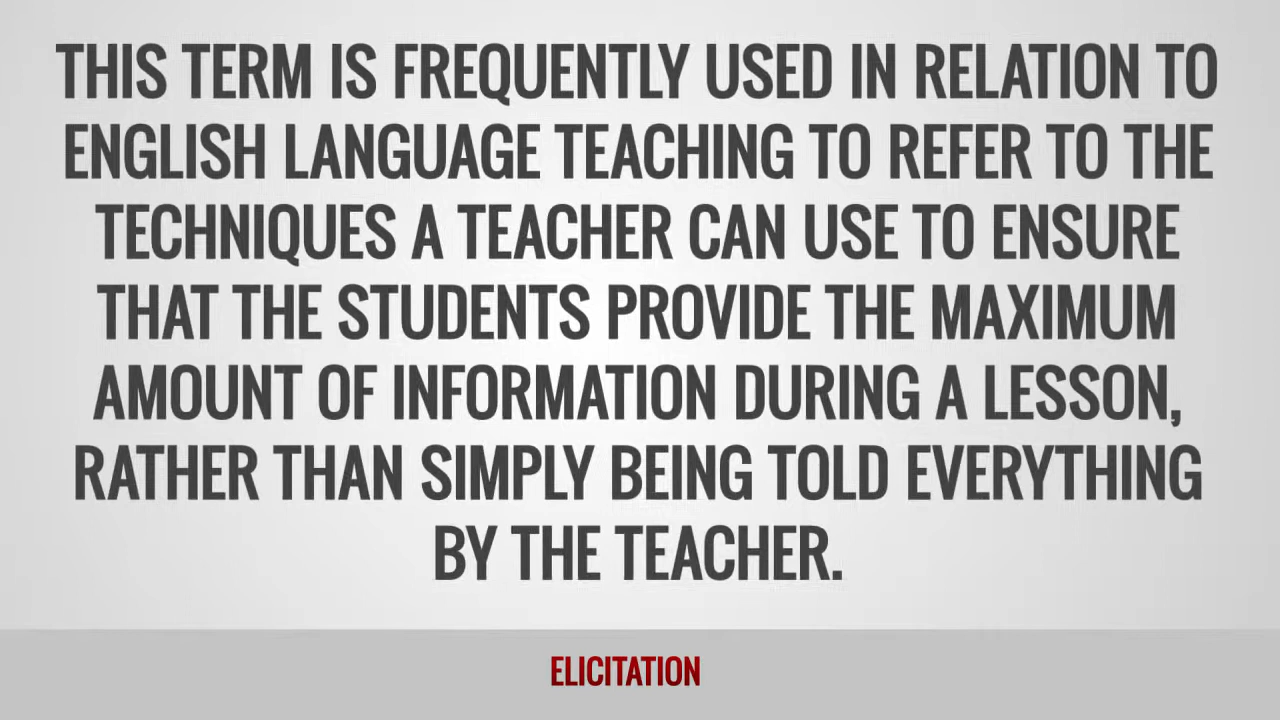 THIS TERM IS FREQUENTLY USED IN RELATION TO
ENGLISH LANGUAGE TEACHING TO REFER TO THE
TECHNIQUES A TEACHER CAN USE TO ENSURE
THAT THE STUDENTS PROVIDE THE MAXIMUM
AMOUNT OF INFORMATION DURING A LESSON,
RATHER THAN SIMPLY BEING TOLD EVERYTHING
BY THE TEACHER.
ELICITATION